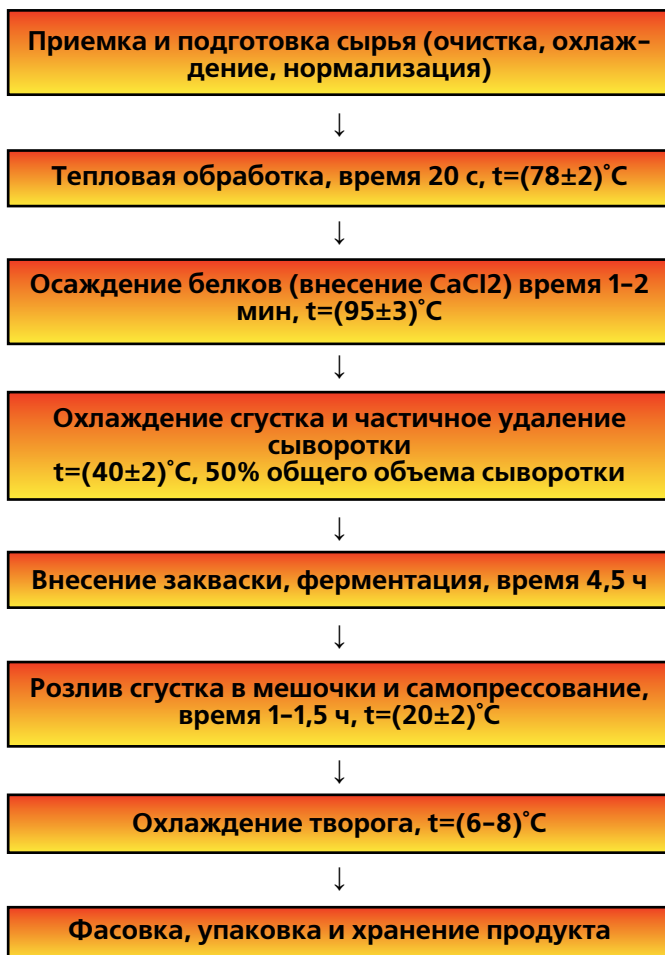 Приемка и подготовка сырья (очистка, охлаж-
дение, нормализация)
↓
Тепловая обработка, время 20 с, t=(78±2)˚C
↓
Осаждение белков (внесение CaCl2) время 1–2
мин, t=(95±3)˚C
↓
Охлаждение сгустка и частичное удаление
сыворотки
t=(40±2)˚C, 50% общего объема сыворотки
↓
Внесение закваски, ферментация, время 4,5 ч
↓
Розлив сгустка в мешочки и самопрессование,
время 1–1,5 ч, t=(20±2)˚C
↓
Охлаждение творога, t=(6–8)˚C
↓
Фасовка, упаковка и хранение продукта